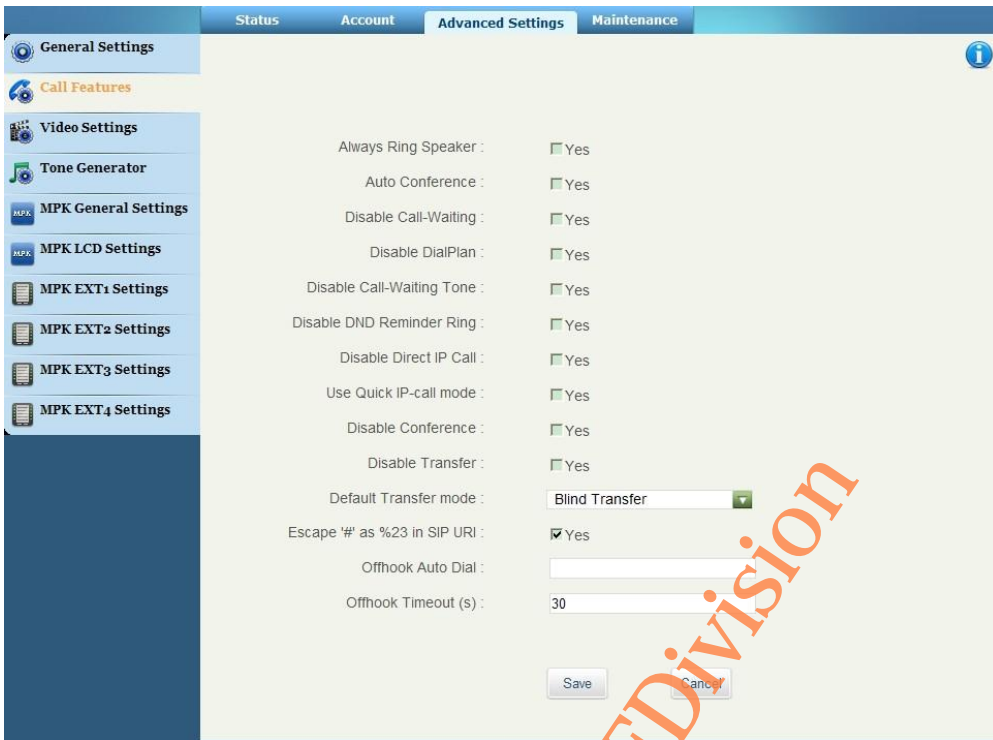 Status Account Advanced Settings Maintenance
General Settings
Call Features
Video Settings
Tone Generator
MPK MPK General Settings
MPK MPK LCD Settings
MPK EXT1 Settings
MPK EXT2 Settings
MPK EXT3 Settings
MPK EXT4 Settings
i
Always Ring Speaker : Yes
Auto Conference : Yes
Disable Call-Waiting : Yes
Disable DialPlan : Yes
Disable Call-Waiting Tone : Yes
Disable DND Reminder Ring : Yes
Disable Direct IP Call : Yes
Use Quick IP-call mode : Yes
Disable Conference : Yes
Disable Transfer : Yes
Default Transfer mode : Blind Transfer
Escape '#' as %23 in SIP URI : Yes
Offhook Auto Dial :
Offhook Timeout (s) : 30
Save Cancel
Division